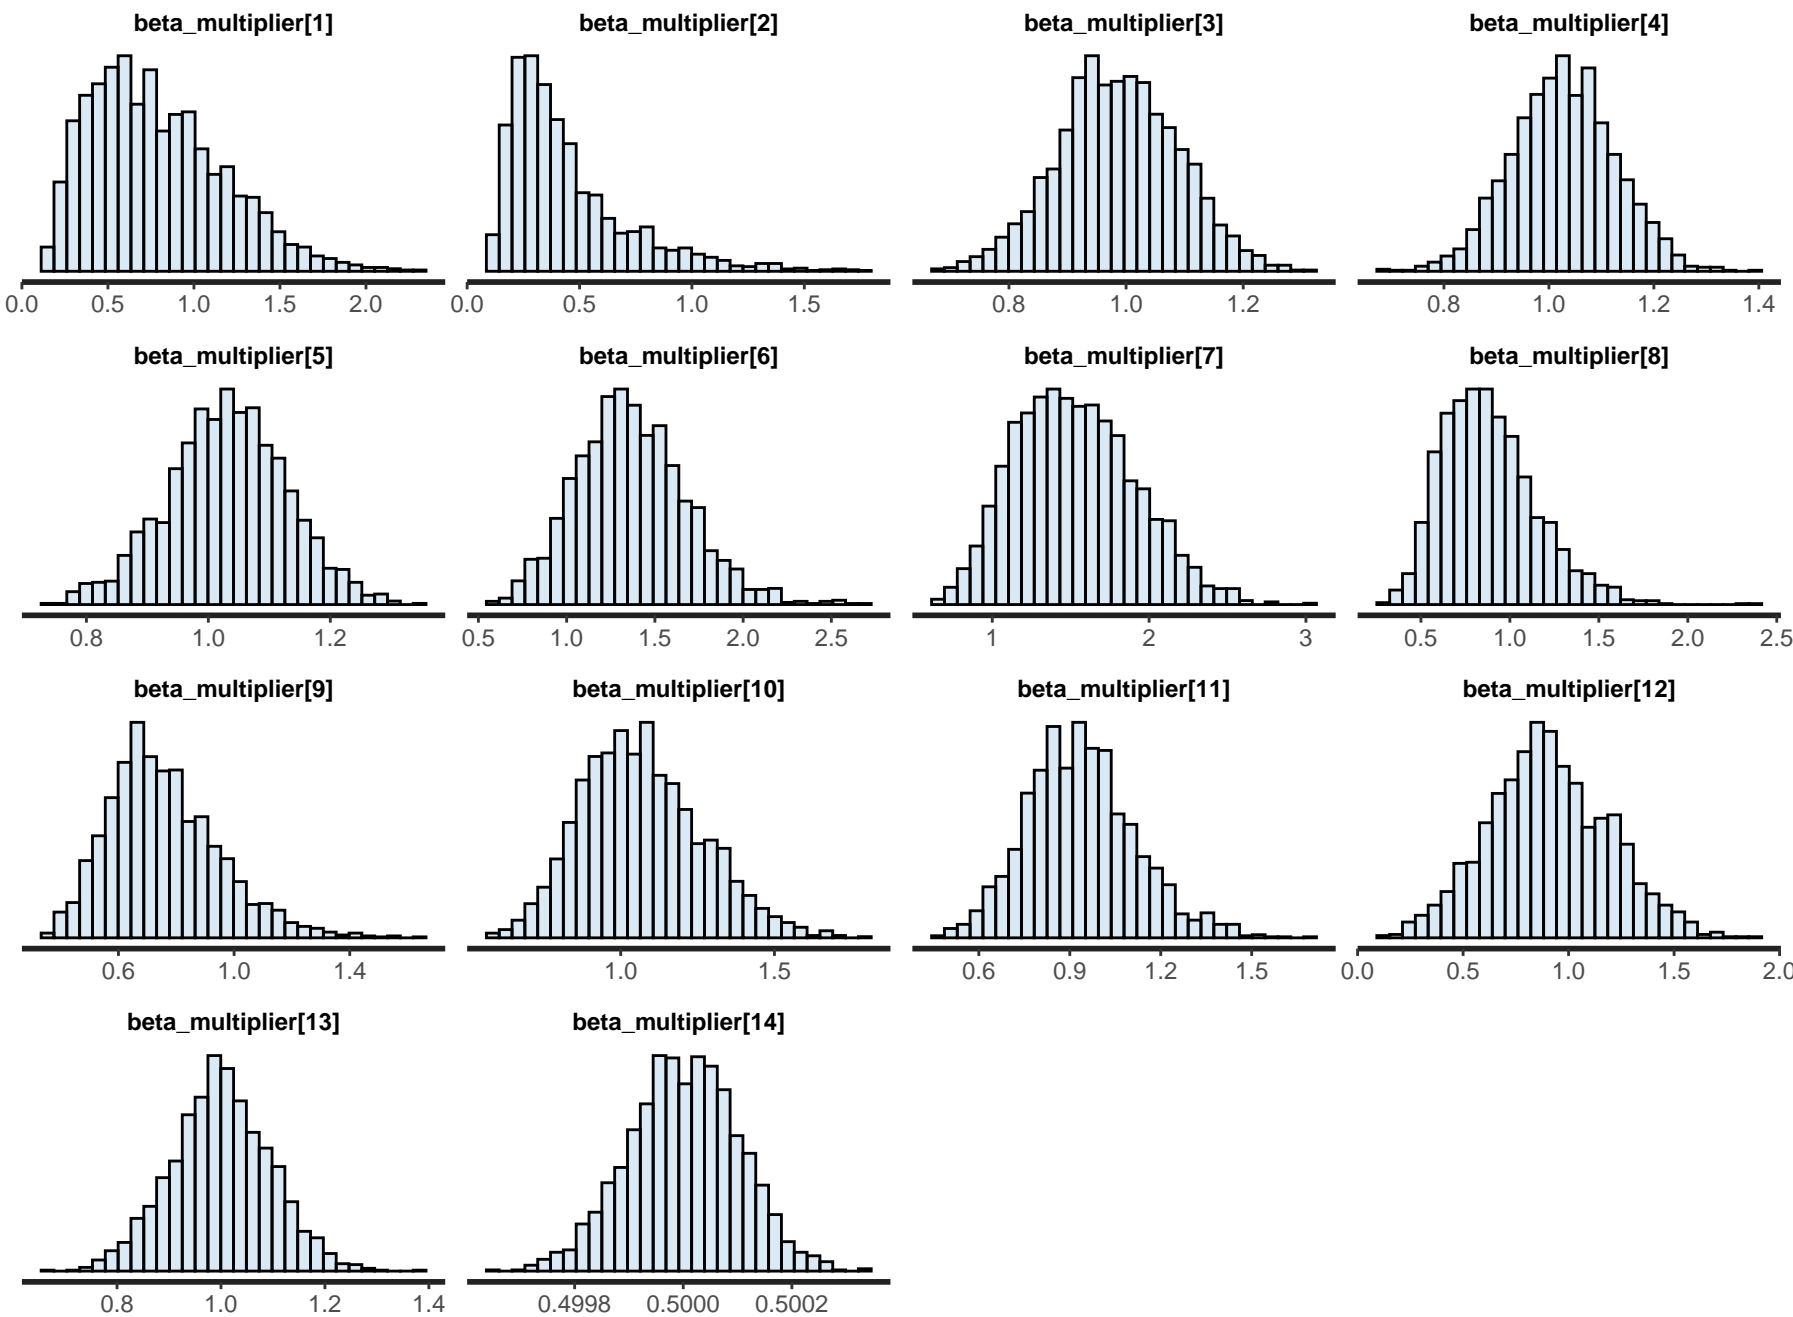 beta_multiplier[1] beta_multiplier[2] beta_multiplier[3] beta_multiplier[4]
0.0 0.5 1.0 1.5 2.0 0.0 0.5 1.0 1.5 0.8 1.0 1.2 0.8 1.0 1.2 1.4
beta_multiplier[5] beta_multiplier[6] beta_multiplier[7] beta_multiplier[8]
0.8 1.0 1.2 0.5 1.0 1.5 2.0 2.5 1 2 3 0.5 1.0 1.5 2.0 2.5
beta_multiplier[9] beta_multiplier[10] beta_multiplier[11] beta_multiplier[12]
0.6 1.0 1.4 1.0 1.5 0.6 0.9 1.2 1.5 0.0 0.5 1.0 1.5 2.0
beta_multiplier[13] beta_multiplier[14]
0.8 1.0 1.2 1.4 0.4998 0.5000 0.5002